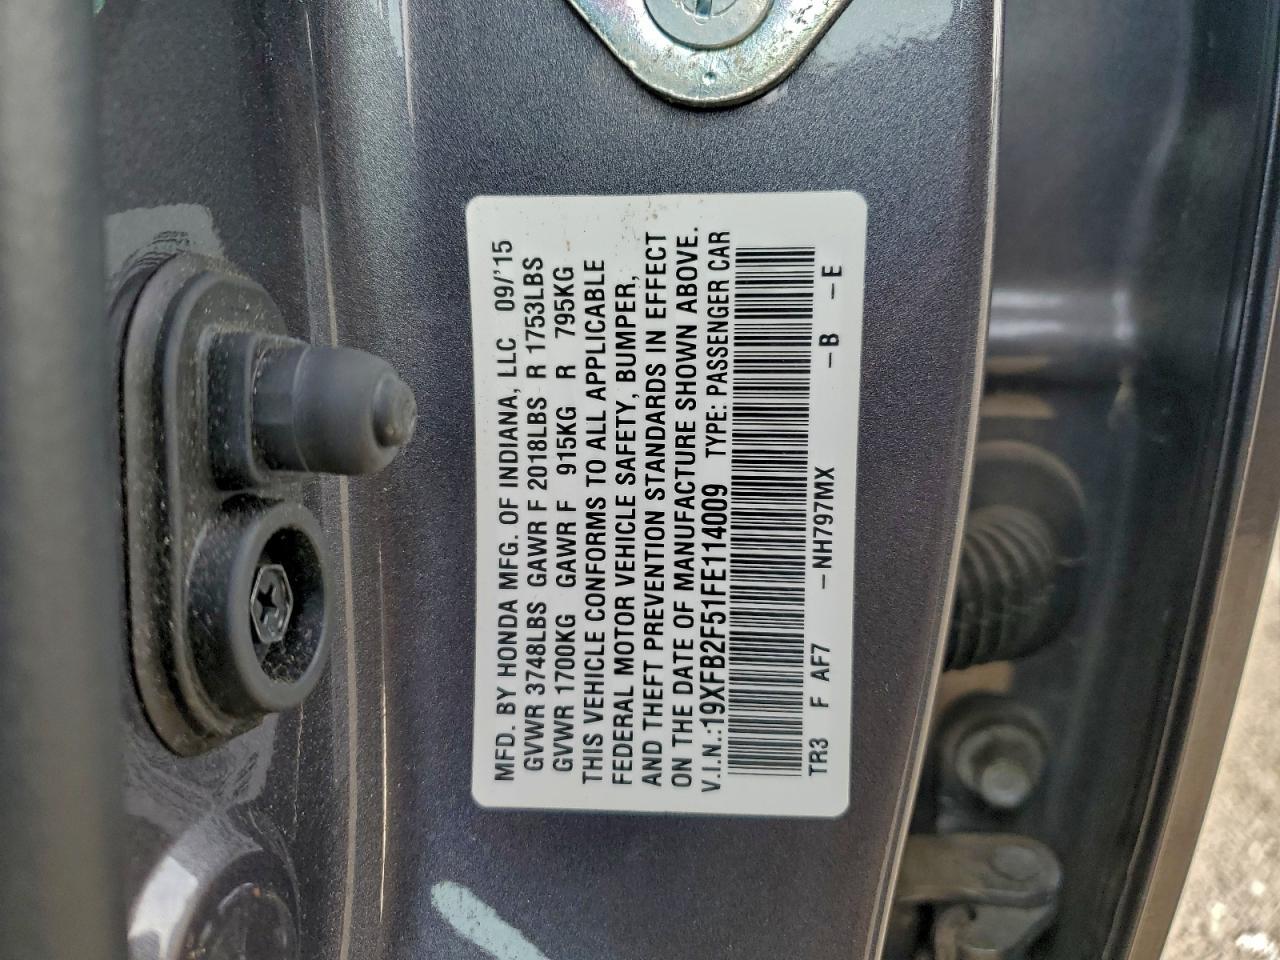 MFD. BY HONDA MFG. OF INDIANA, LLC 09/'15
GVWR 3748LBS GAWR F 2018LBS R 1753LBS
GVWR 1700KG GAWR F 915KG R 795KG
THIS VEHICLE CONFORMS TO ALL APPLICABLE
FEDERAL MOTOR VEHICLE SAFETY, BUMPER,
AND THEFT PREVENTION STANDARDS IN EFFECT
ON THE DATE OF MANUFACTURE SHOWN ABOVE.
V.I.N.:19XFB2F51FE114009 TYPE: PASSENGER CAR
TR3 F AF7 -NH797MX -B -E